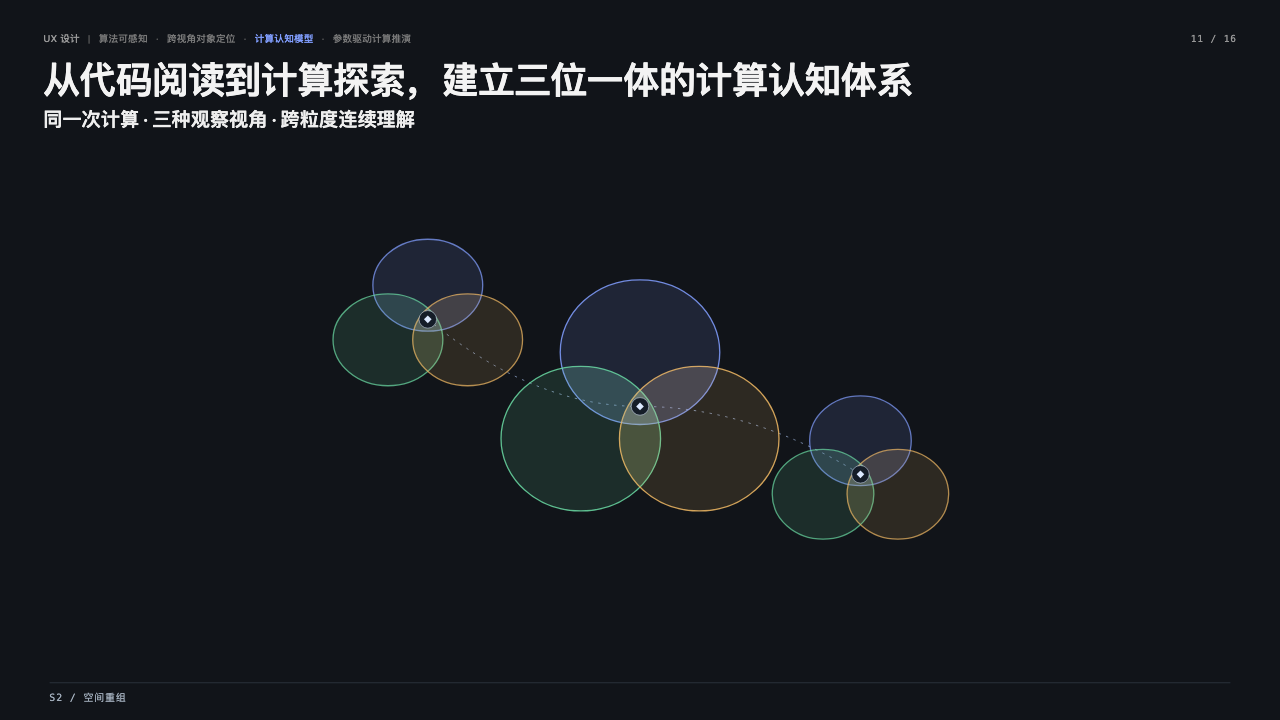 UX 设计 | 算法可感知 · 跨视角对象定位 · 计算认知模型 · 参数驱动计算推演
11 / 16
从代码阅读到计算探索，建立三位一体的计算认知体系
同一次计算 · 三种观察视角 · 跨粒度连续理解
S2 / 空间重组